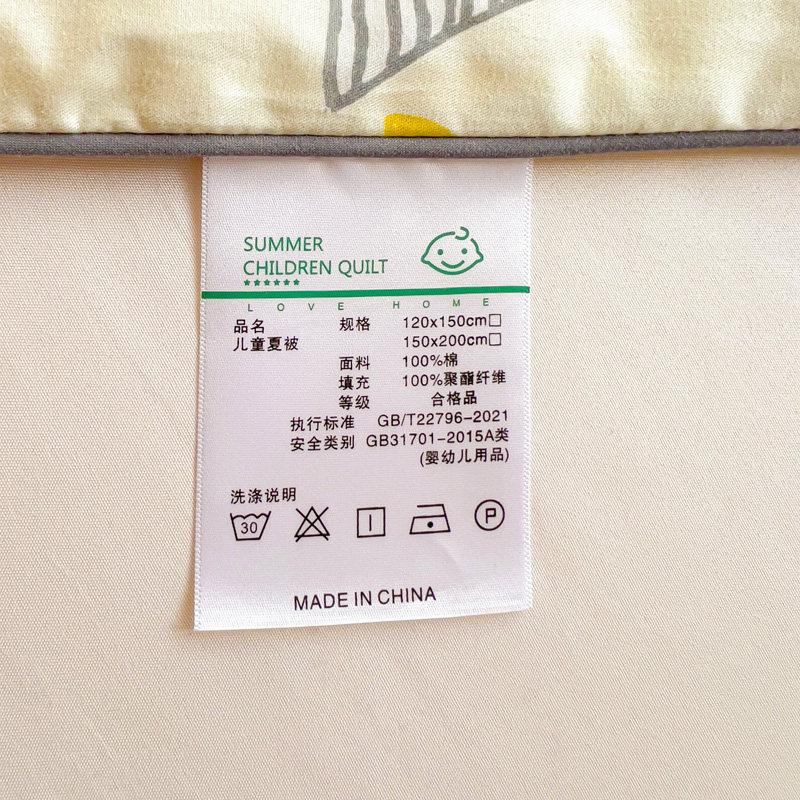 SUMMER
CHILDREN QUILT
******
LOVE HOME
品名 规格 120x150cm□
儿童夏被 150x200cm□
面料 100%棉
填充 100%聚酯纤维
等级 合格品
执行标准 GB/T22796-2021
安全类别 GB31701-2015A类
(婴幼儿用品)
洗涤说明
30 P
MADE IN CHINA